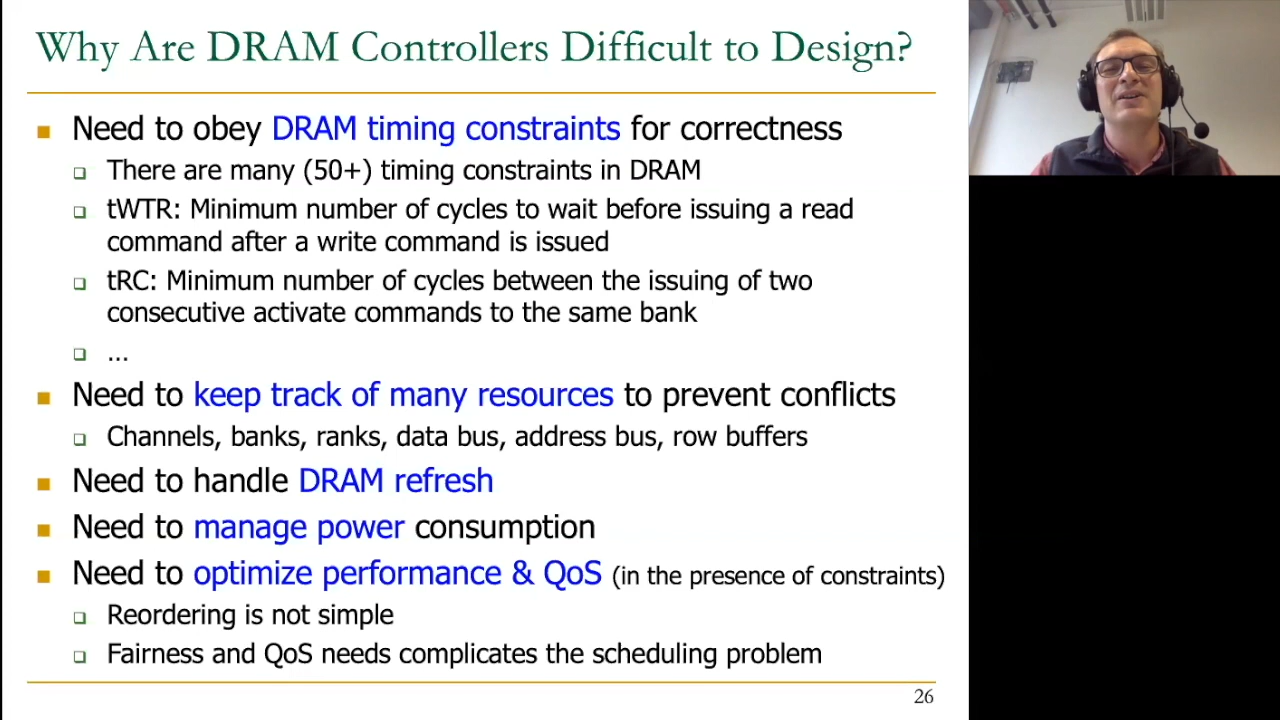 Why Are DRAM Controllers Difficult to Design?
Need to obey DRAM timing constraints for correctness
There are many (50+) timing constraints in DRAM
tWTR: Minimum number of cycles to wait before issuing a read
command after a write command is issued
tRC: Minimum number of cycles between the issuing of two
consecutive activate commands to the same bank
...
Need to keep track of many resources to prevent conflicts
Channels, banks, ranks, data bus, address bus, row buffers
Need to handle DRAM refresh
Need to manage power consumption
Need to optimize performance & QoS (in the presence of constraints)
Reordering is not simple
Fairness and QoS needs complicates the scheduling problem
26